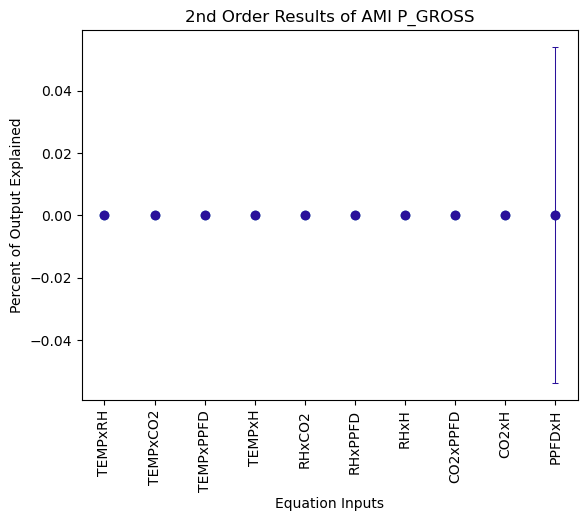 2nd Order Results of AMI P_GROSS
Percent of Output Explained
0.04
0.02
0.00
−0.02
−0.04
TEMPxRH
TEMPxCO2
TEMPxPPFD
TEMPxH
RHxCO2
RHxPPFD
RHxH
CO2xPPFD
CO2xH
PPFDxH
Equation Inputs